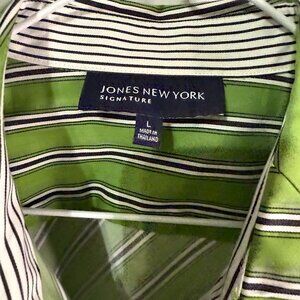 JONES NEW YORK
SIGNATURE
L
MADE IN
THAILAND